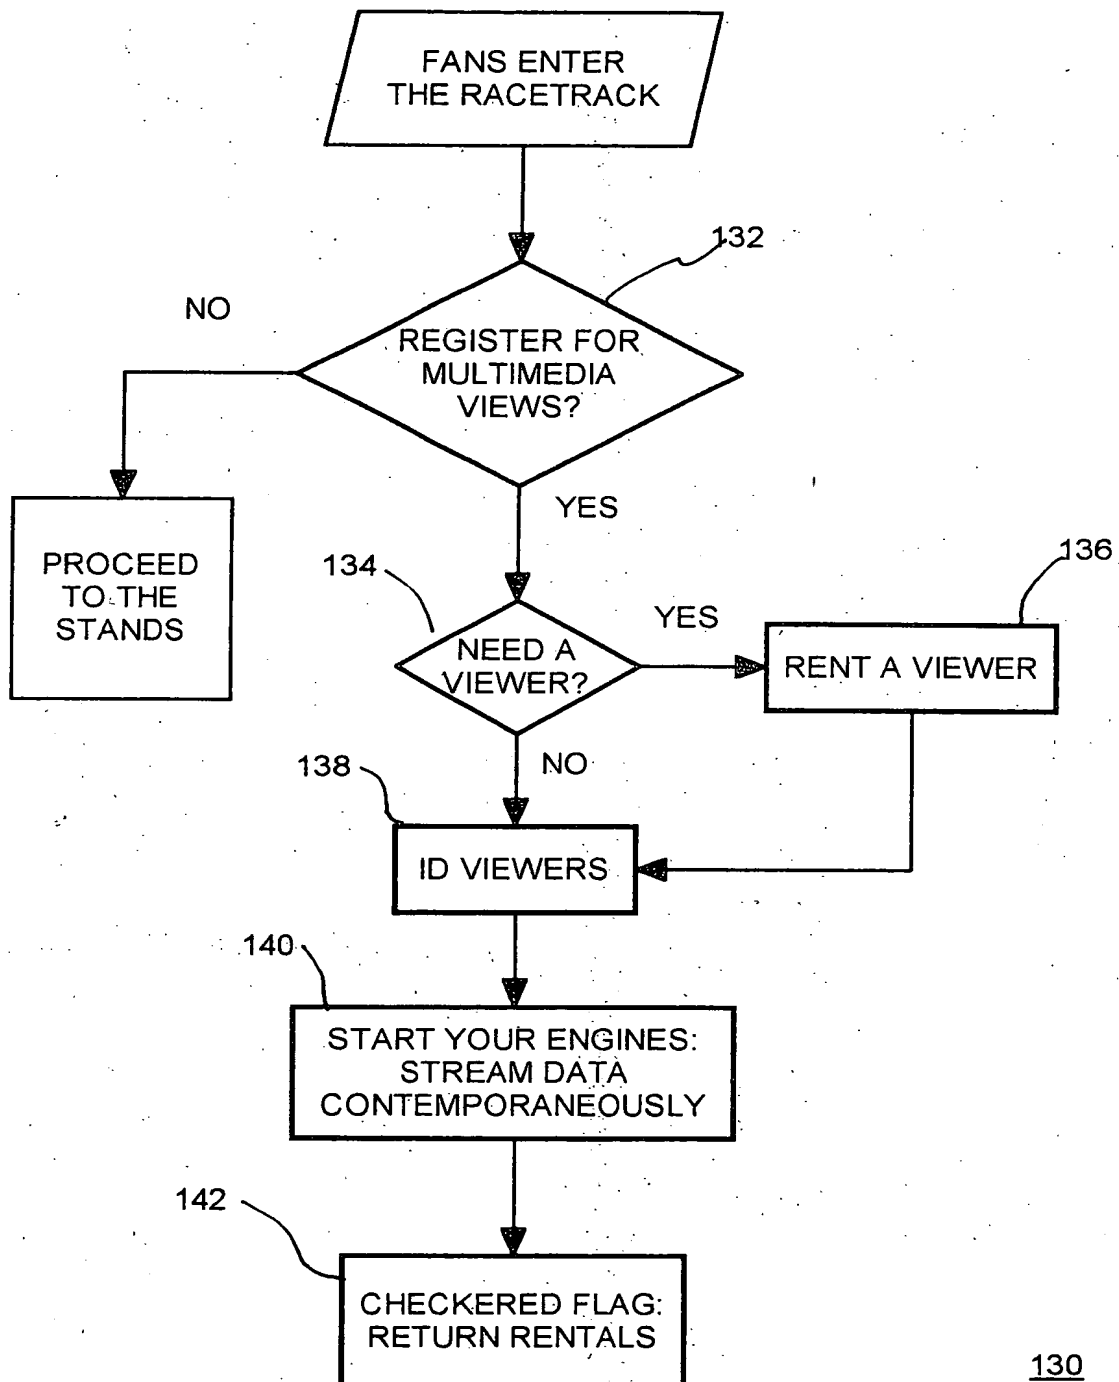 FANS ENTER
THE RACETRACK
132
NO
REGISTER FOR
MULTIMEDIA
VIEWS?
YES
PROCEED
TO THE
STANDS
134
NEED A
VIEWER?
YES
136
RENT A VIEWER
NO
138
ID VIEWERS
140
START YOUR ENGINES:
STREAM DATA
CONTEMPORANEOUSLY
142
CHECKERED FLAG:
RETURN RENTALS
130